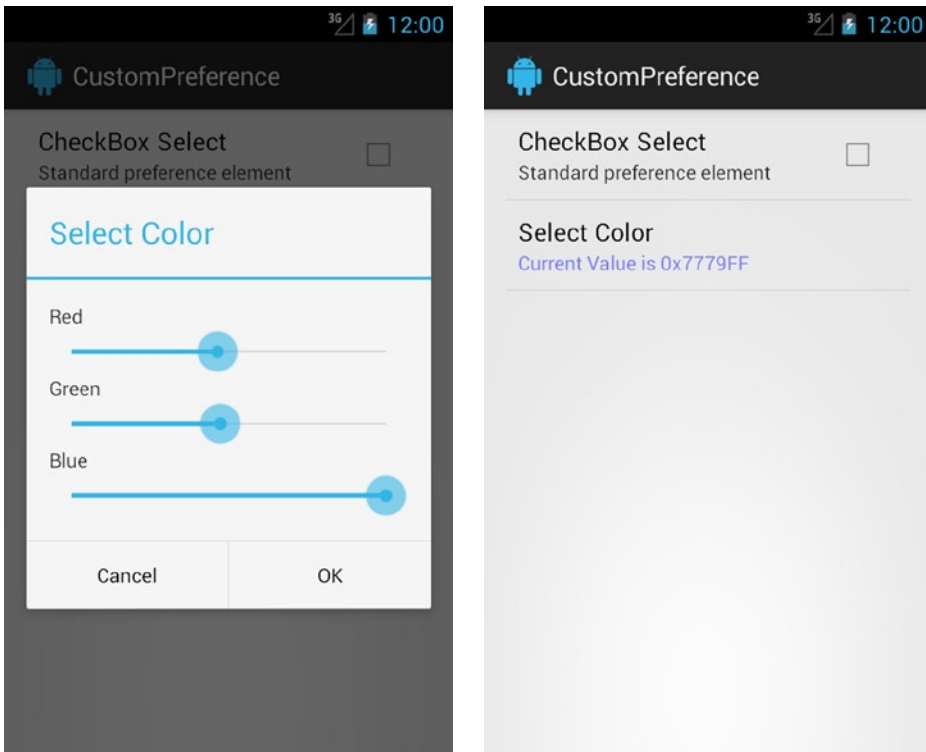 3G 12:00
CustomPreference
CheckBox Select
Standard preference element
Select Color
Red
Green
Blue
Cancel OK
3G 12:00
CustomPreference
CheckBox Select
Standard preference element
Select Color
Current Value is 0x7779FF